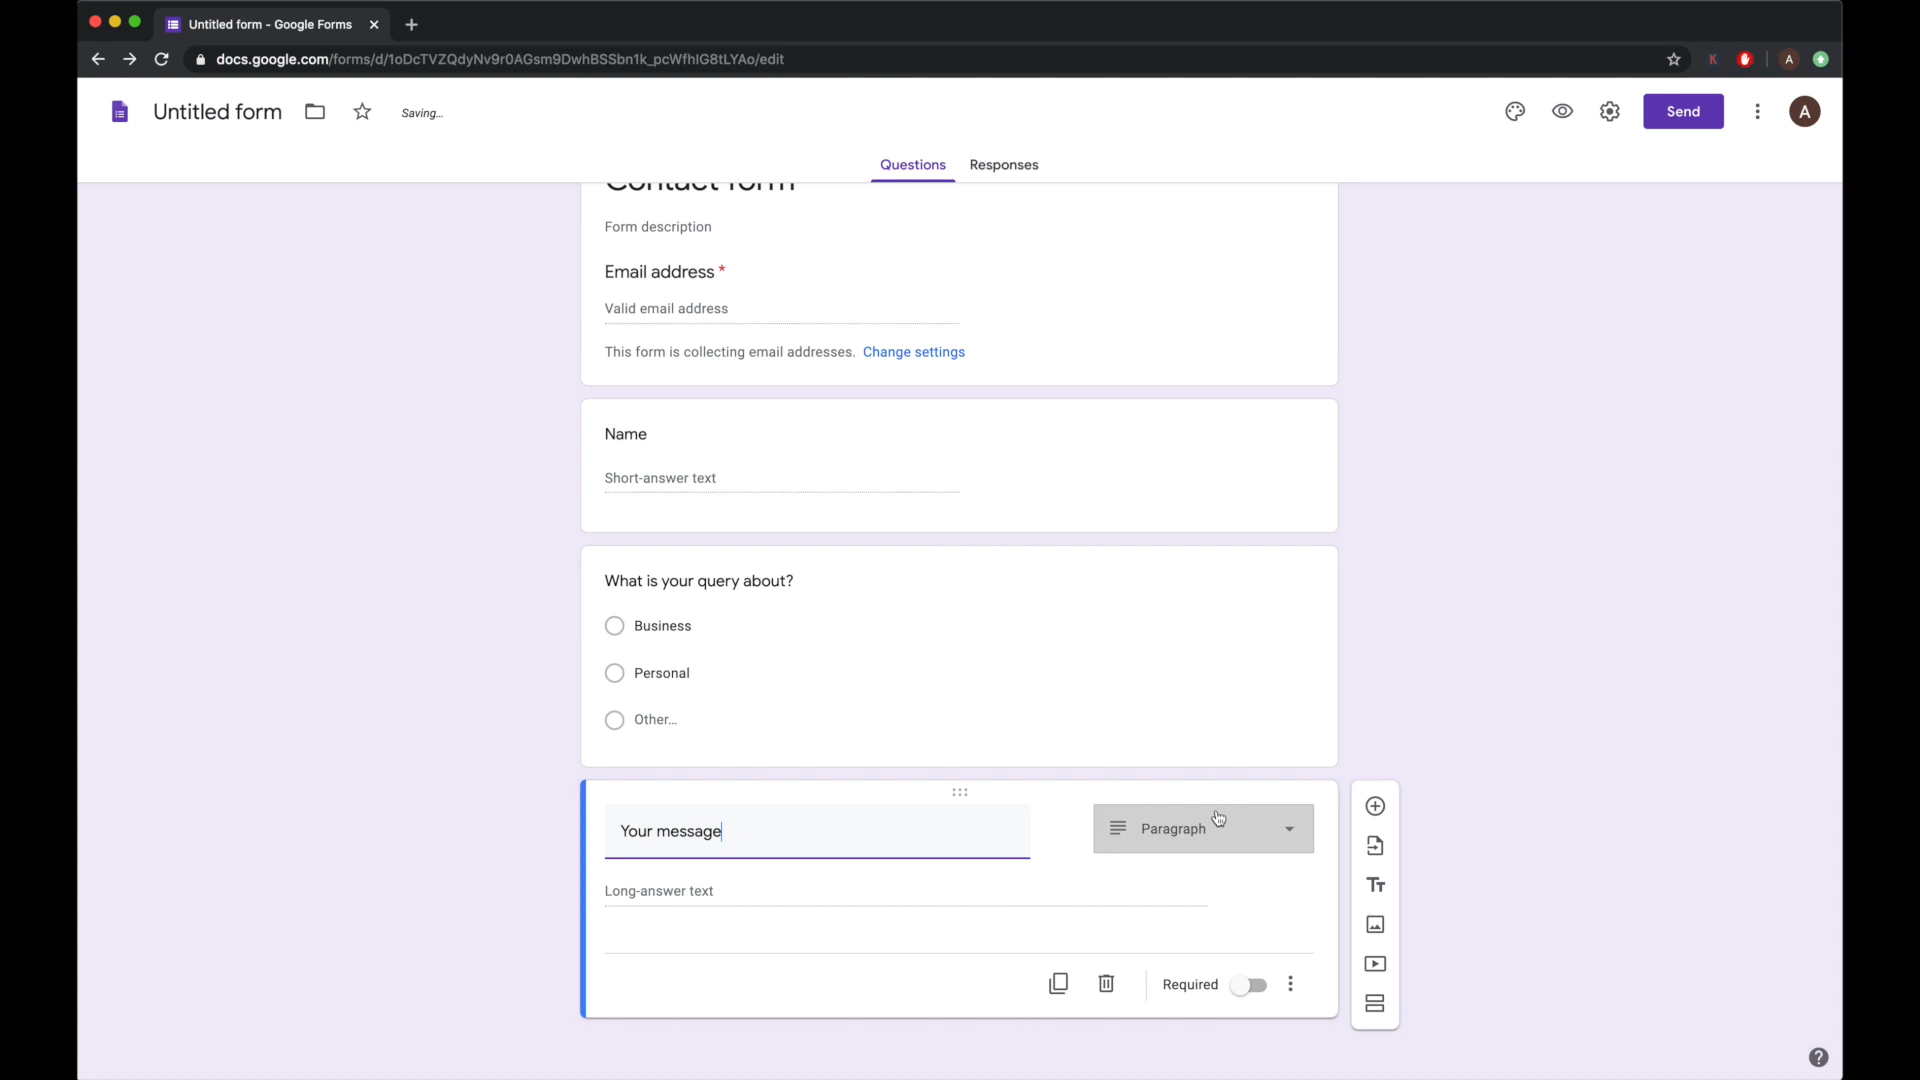 Untitled form - Google Forms
docs.google.com/forms/d/1oDcTVZQdyNv9r0AGsm9DwhBSSbn1k_pcWfhIG8tLYAo/edit
K
A
Untitled form
Saving...
Send
A
Questions
Responses
Contact form
Form description
Email address *
Valid email address
This form is collecting email addresses. Change settings
Name
Short-answer text
What is your query about?
Business
Personal
Other...
Your message
Paragraph
Long-answer text
Required